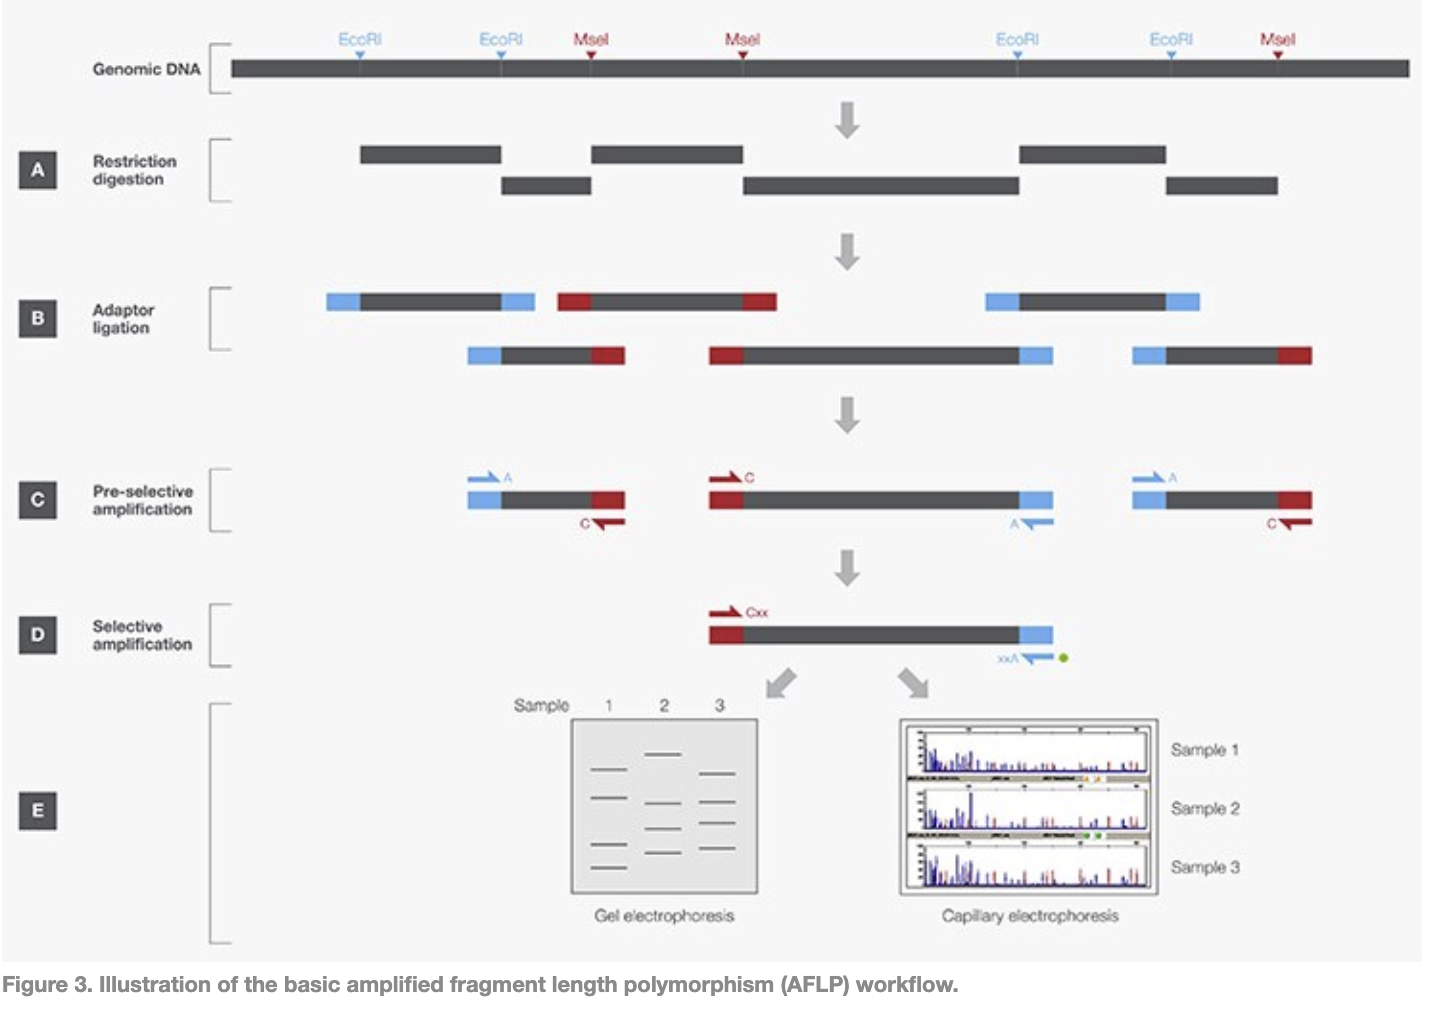 EcoRI EcoRI MseI MseI EcoRI EcoRI MseI
Genomic DNA
A
Restriction
digestion
B
Adaptor
ligation
C
Pre-selective
amplification
A C A
C A C
D
Selective
amplification
Cxx
xxA
E
Sample 1 2 3
Sample 1
Sample 2
Sample 3
Gel electrophoresis
Capillary electrophoresis
Figure 3. Illustration of the basic amplified fragment length polymorphism (AFLP) workflow.